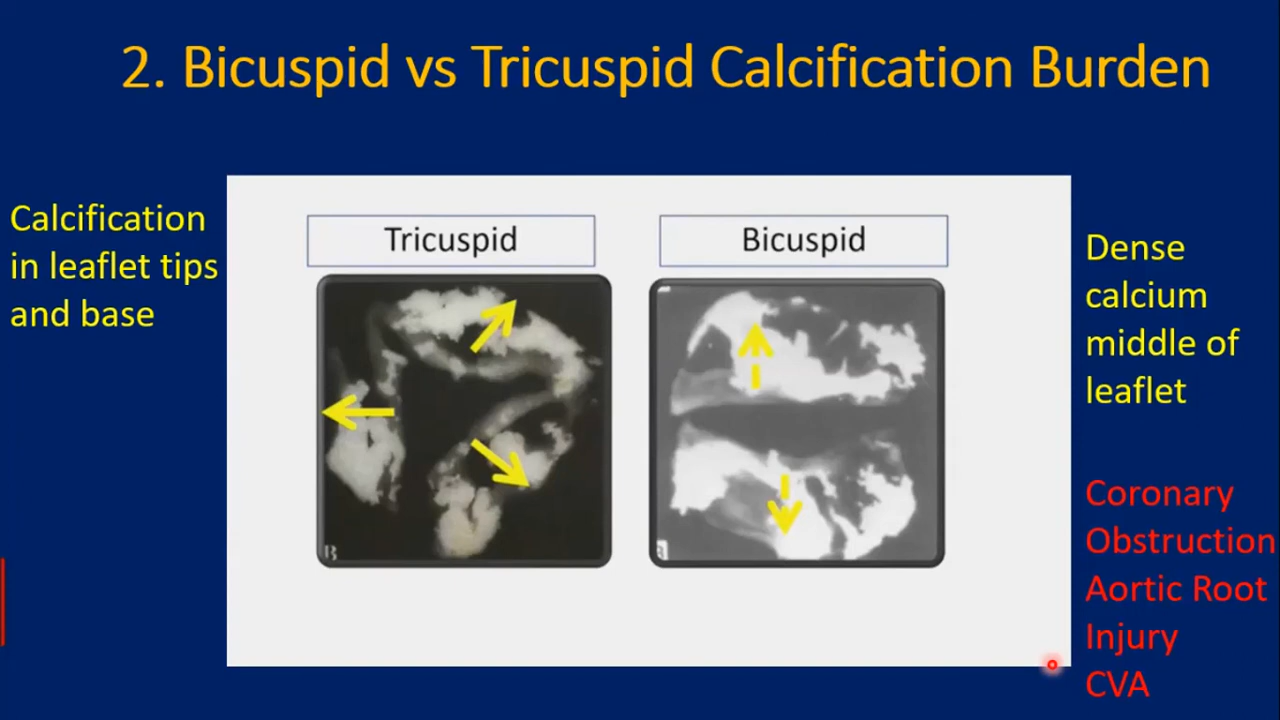 2. Bicuspid vs Tricuspid Calcification Burden
Calcification
in leaflet tips
and base
Tricuspid
Bicuspid
B
Dense
calcium
middle of
leaflet
Coronary
Obstruction
Aortic Root
Injury
CVA